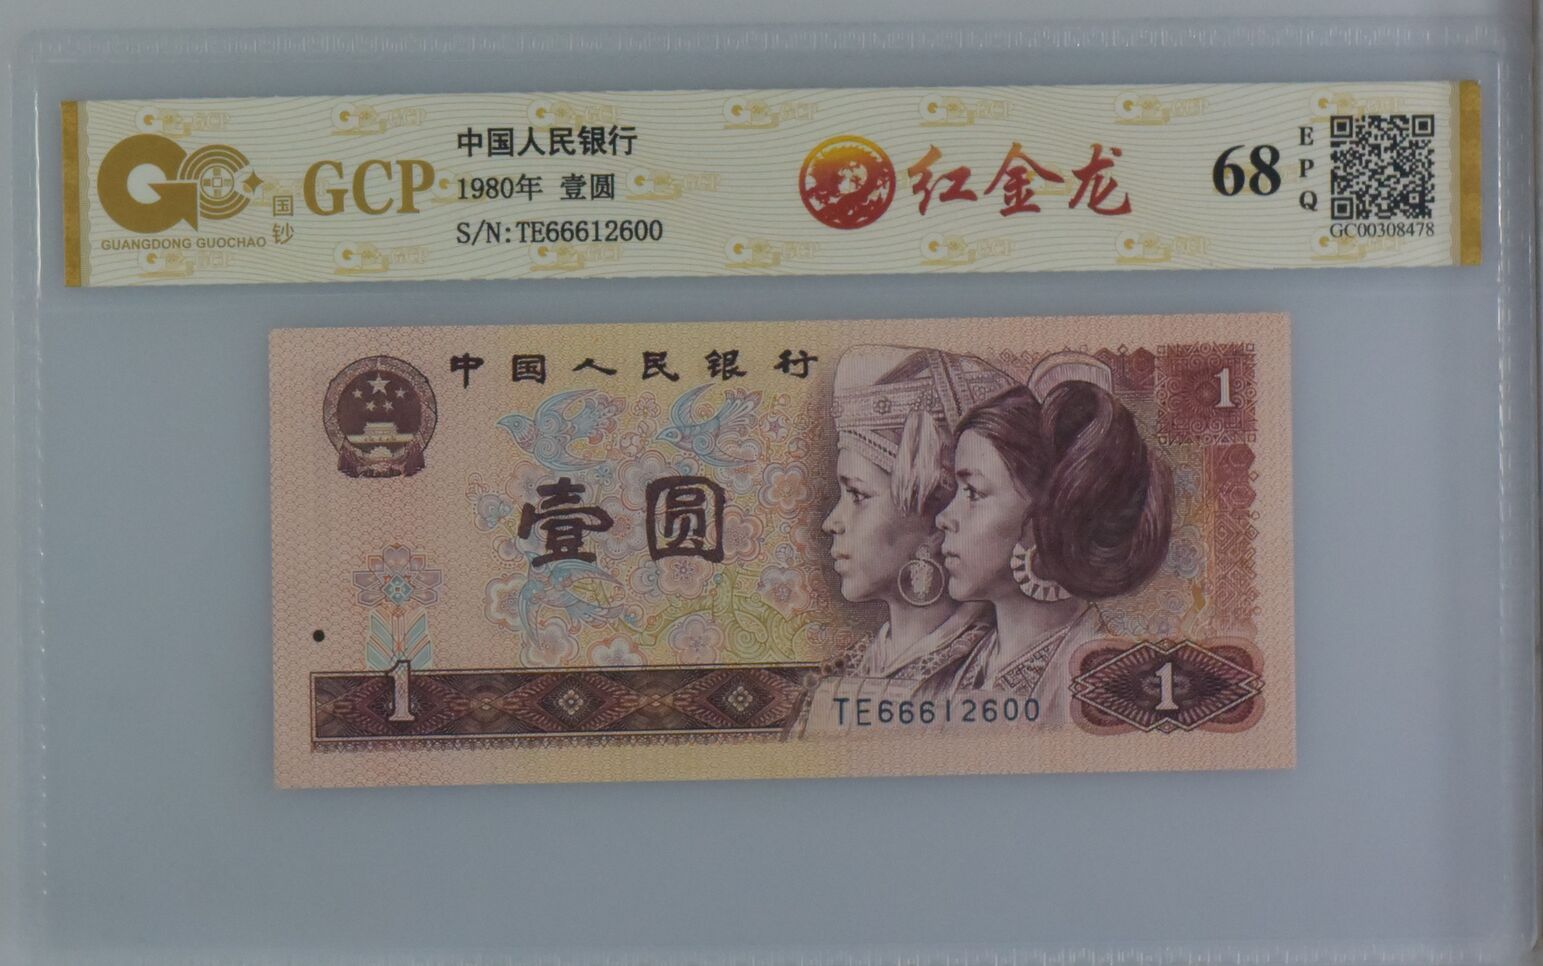 GUANGDONG GUOCHAO
国钞
GCP
中国人民银行
1980年 壹圆
S/N:TE66612600
红金龙
68
EPQ
GC00308478
中国人民银行
1
壹圆
1
TE66612600
1